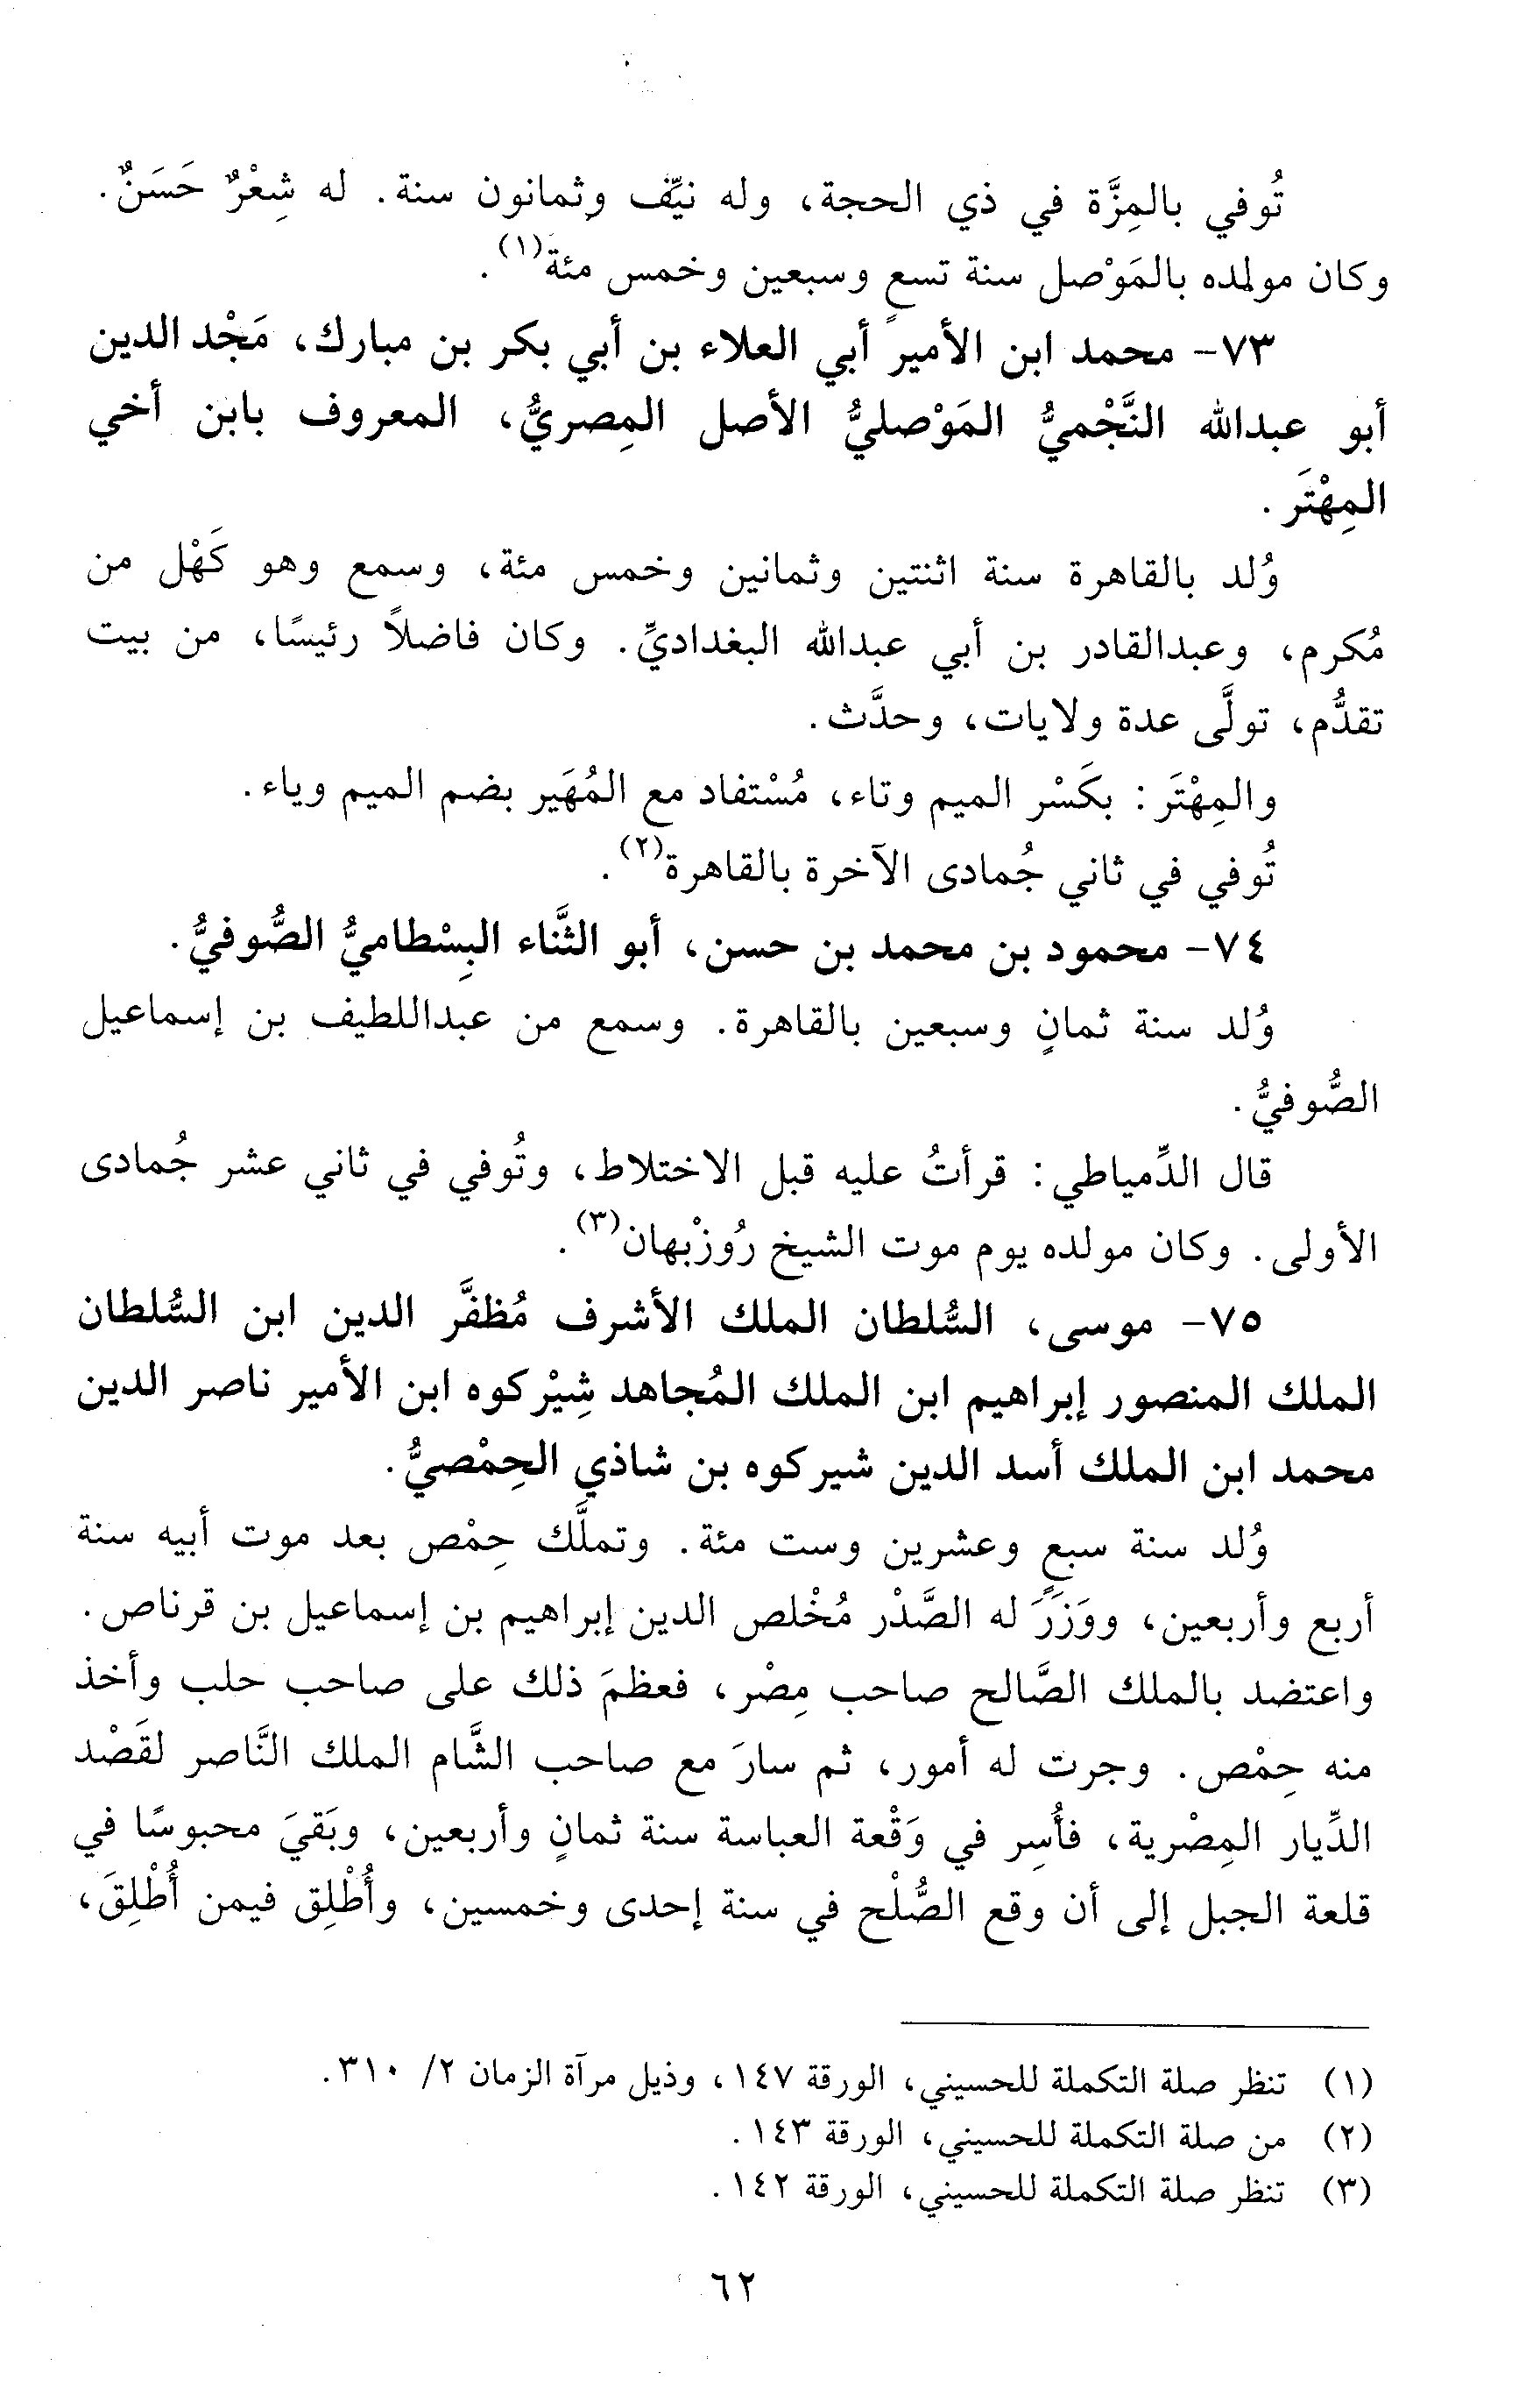 تُوفي بالمِزَّة في ذي الحجة، وله نيِّف وثمانون سنة. له شِعْرٌ حَسَنٌ.
وكان مولده بالمَوْصل سنة تسعٍ وسبعين وخمس مئة(١).
٧٣- محمد ابن الأمير أبي العلاء بن أبي بكر بن مبارك، مَجْد الدين
أبو عبدالله النَّجْميُّ المَوْصليُّ الأصل المِصريُّ، المعروف بابن أخي
المِهْتَر.
وُلد بالقاهرة سنة اثنتين وثمانين وخمس مئة، وسمع وهو كَهْل من
مُكرم، وعبدالقادر بن أبي عبدالله البغداديِّ. وكان فاضلاً رئيسًا، من بيت
تقدُّم، تولَّى عدة ولايات، وحدَّث.
والمِهْتَر: بكَسْر الميم وتاء، مُسْتفاد مع المُهَير بضم الميم وياء.
تُوفي في ثاني جُمادى الآخرة بالقاهرة(٢).
٧٤- محمود بن محمد بن حسن، أبو الثَّناء البِسْطاميُّ الصُّوفيُّ.
وُلد سنة ثمانٍ وسبعين بالقاهرة. وسمع من عبداللطيف بن إسماعيل
الصُّوفيُّ.
قال الدِّمياطي: قرأتُ عليه قبل الاختلاط، وتُوفي في ثاني عشر جُمادى
الأولى. وكان مولده يوم موت الشيخ رُوزْبهان(٣).
٧٥- موسى، السُّلطان الملك الأشرف مُظفَّر الدين ابن السُّلطان
الملك المنصور إبراهيم ابن الملك المُجاهد شِيْركوه ابن الأمير ناصر الدين
محمد ابن الملك أسد الدين شيركوه بن شاذي الحِمْصيُّ.
وُلد سنة سبعٍ وعشرين وست مئة. وتملَّك حِمْص بعد موت أبيه سنة
أربع وأربعين، ووَزَرَ له الصَّدْر مُخْلص الدين إبراهيم بن إسماعيل بن قرناص.
واعتضد بالملك الصَّالح صاحب مِصْر، فعظمَ ذلك على صاحب حلب وأخذ
منه حِمْص. وجرت له أمور، ثم سارَ مع صاحب الشَّام الملك النَّاصر لقَصْد
الدِّيار المِصْرية، فأُسِر في وَقْعة العباسة سنة ثمانٍ وأربعين، وبَقيَ محبوسًا في
قلعة الجبل إلى أن وقع الصُّلْح في سنة إحدى وخمسين، وأُطْلِق فيمن أُطْلِقَ،
(١) تنظر صلة التكملة للحسيني، الورقة ١٤٧، وذيل مرآة الزمان ٢/ ٣١٠.
(٢) من صلة التكملة للحسيني، الورقة ١٤٣.
(٣) تنظر صلة التكملة للحسيني، الورقة ١٤٢.
٦٢